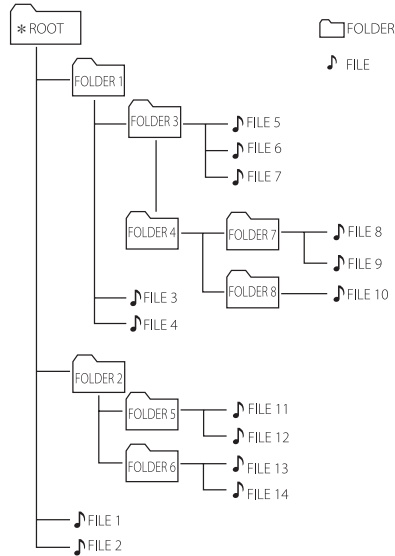 * ROOT
FOLDER
FILE
FOLDER 1
FOLDER 3
FILE 5
FILE 6
FILE 7
FOLDER 4
FOLDER 7
FILE 8
FILE 9
FOLDER 8
FILE 10
FILE 3
FILE 4
FOLDER 2
FOLDER 5
FILE 11
FILE 12
FOLDER 6
FILE 13
FILE 14
FILE 1
FILE 2